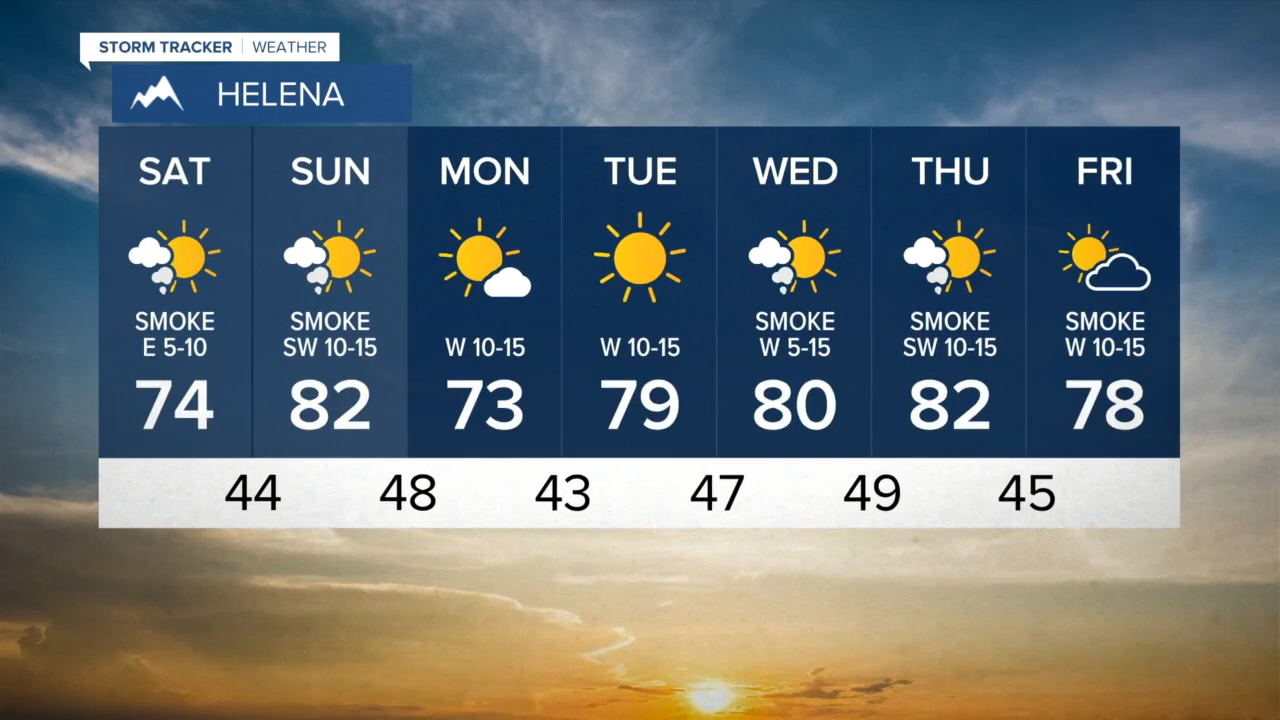 STORM TRACKER | WEATHER
HELENA
SAT SUN MON TUE WED THU FRI
SMOKE SMOKE SMOKE SMOKE SMOKE
E 5-10 SW 10-15 W 10-15 W 10-15 W 5-15 SW 10-15 W 10-15
74 82 73 79 80 82 78
44 48 43 47 49 45